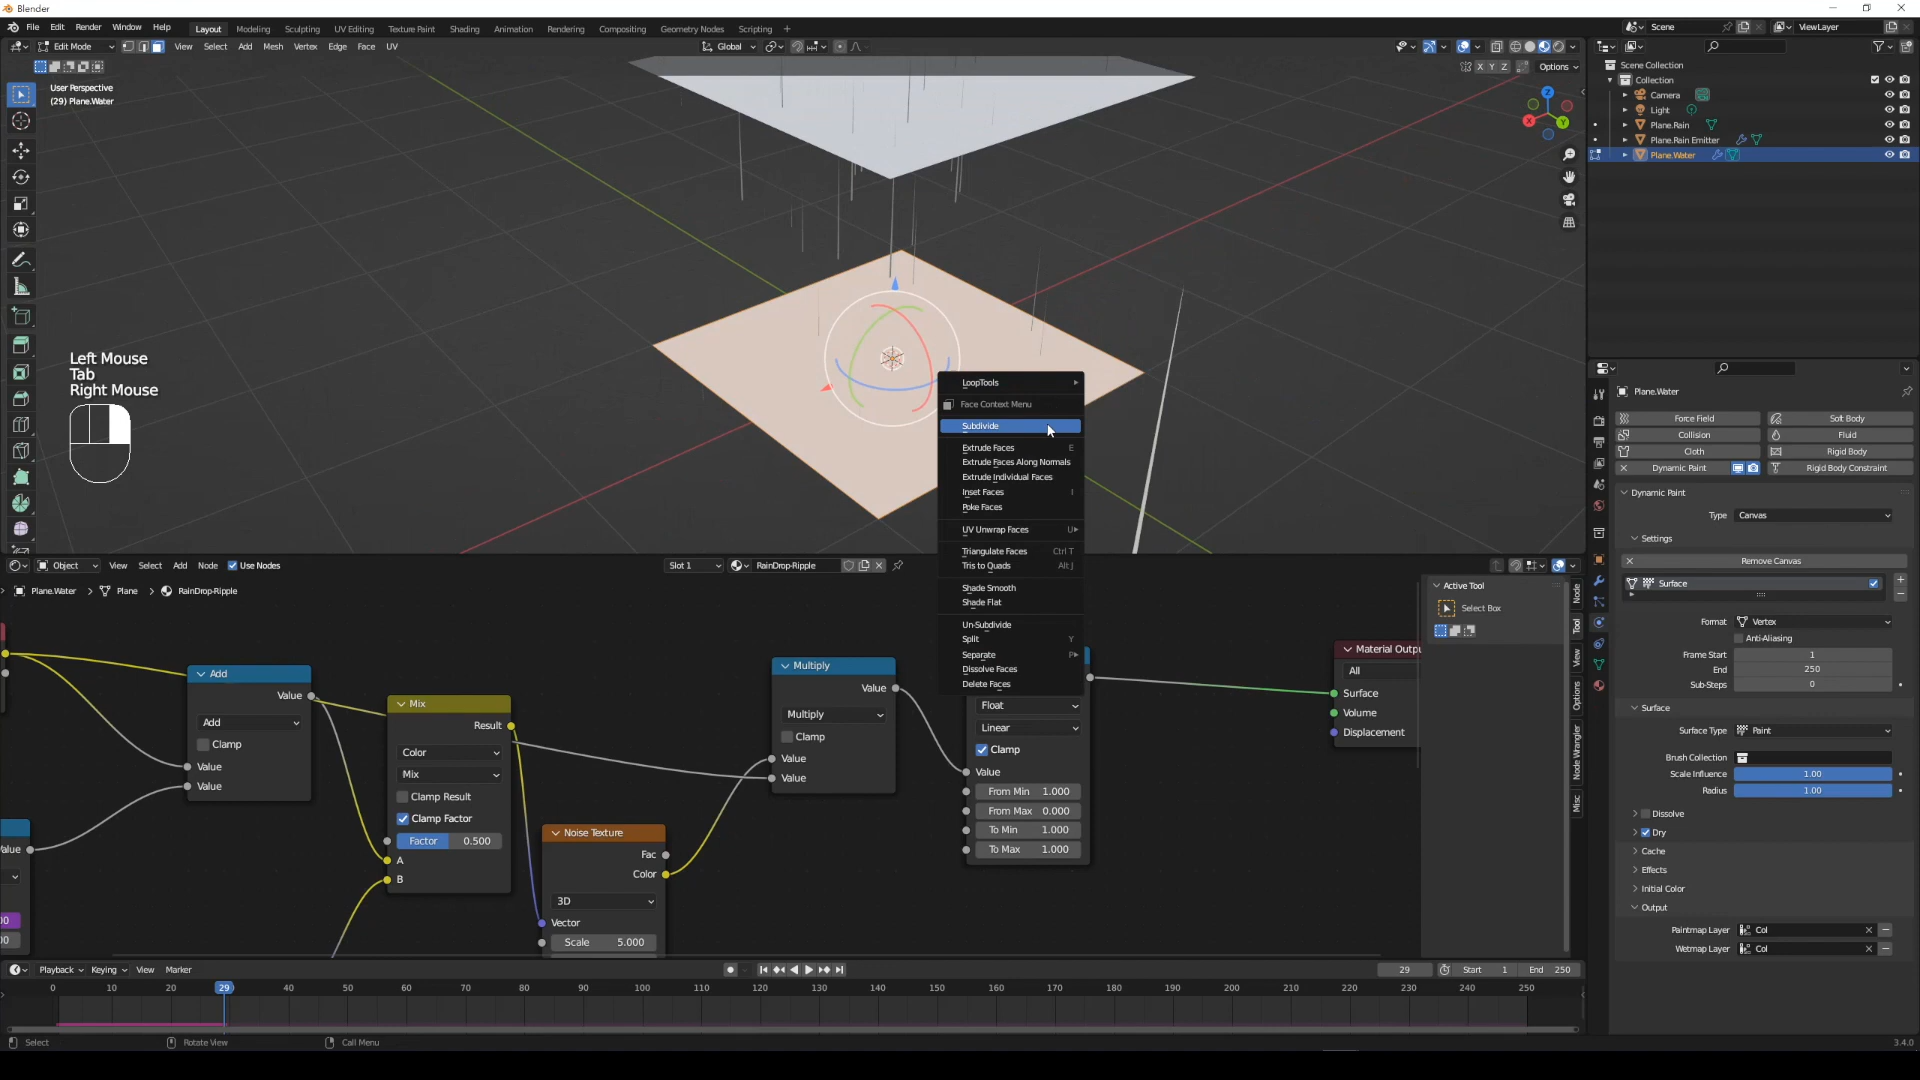 Blender
File Edit Render Window Help Layout Modeling Sculpting UV Editing Texture Paint Shading Animation Rendering Compositing Geometry Nodes Scripting + Scene ViewLayer
Edit Mode View Select Add Mesh Vertex Edge Face UV Global
X Y Z Options
User Perspective
(29) Plane.Water
Z
X Y
Scene Collection
Collection
Camera
Light
Plane.Rain
Plane.Rain Emitter
Plane.Water
Left Mouse
Tab
Right Mouse
LoopTools
Face Context Menu
Subdivide
Extrude Faces E
Extrude Faces Along Normals
Extrude Individual Faces
Inset Faces I
Poke Faces
UV Unwrap Faces U
Triangulate Faces Ctrl T
Tris to Quads Alt J
Shade Smooth
Shade Flat
Un-Subdivide
Split Y
Separate P
Dissolve Faces
Delete Faces
Plane.Water
Force Field Soft Body
Collision Fluid
Cloth Rigid Body
Dynamic Paint Rigid Body Constraint
Dynamic Paint
Type Canvas
Settings
Remove Canvas
Surface
Format Vertex
Anti-Aliasing
Frame Start 1
End 250
Sub-Steps 0
Surface
Surface Type Paint
Brush Collection
Scale Influence 1.00
Radius 1.00
Dissolve
Dry
Cache
Effects
Initial Color
Output
Paintmap Layer Col
Wetmap Layer Col
Object View Select Add Node Use Nodes Slot 1 RainDrop-Ripple
Plane.Water Plane RainDrop-Ripple
Active Tool
Select Box
Node
Tool
View
Options
Node Wrangler
Misc
Add
Value
Add
Clamp
Value
Value
Mix
Result
Color
Mix
Clamp Result
Clamp Factor
Factor 0.500
A
B
Noise Texture
Fac
Color
3D
Vector
Scale 5.000
Multiply
Value
Multiply
Clamp
Value
Value
Float
Linear
Clamp
Value
From Min 1.000
From Max 0.000
To Min 1.000
To Max 1.000
Material Outpu
All
Surface
Volume
Displacement
Playback Keying View Marker 29 Start 1 End 250
0 10 20 29 40 50 60 70 80 90 100 110 120 130 140 150 160 170 180 190 200 210 220 230 240 250
Select Rotate View Call Menu 3.4.0